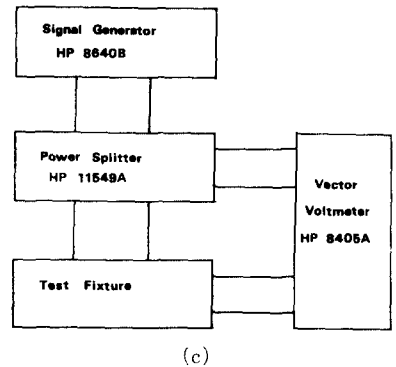 Signal Generator
HP 8640B
Power Splitter
HP 11549A
Vector
Voltmeter
HP 8405A
Test Fixture
(c)